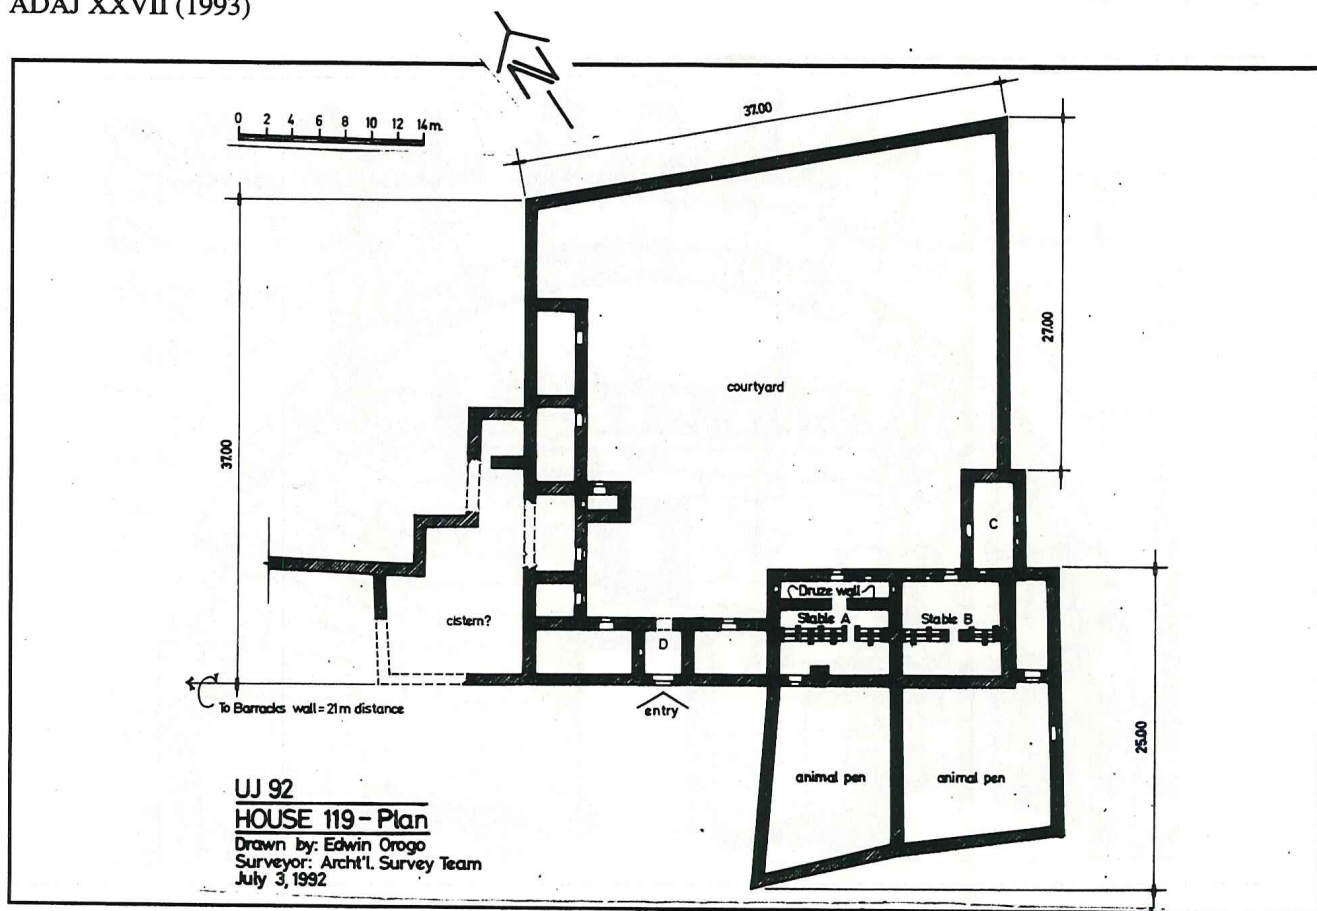 ADAJ XXVII (1993)
N
0 2 4 6 8 10 12 14m.
37.00
37.00
27.00
courtyard
C
Druze wall
Stable A
Stable B
cistern?
D
To Barracks wall = 21m distance
entry
25.00
animal pen
animal pen
UJ 92
HOUSE 119 - Plan
Drawn by: Edwin Orogo
Surveyor: Archt'l. Survey Team
July 3, 1992